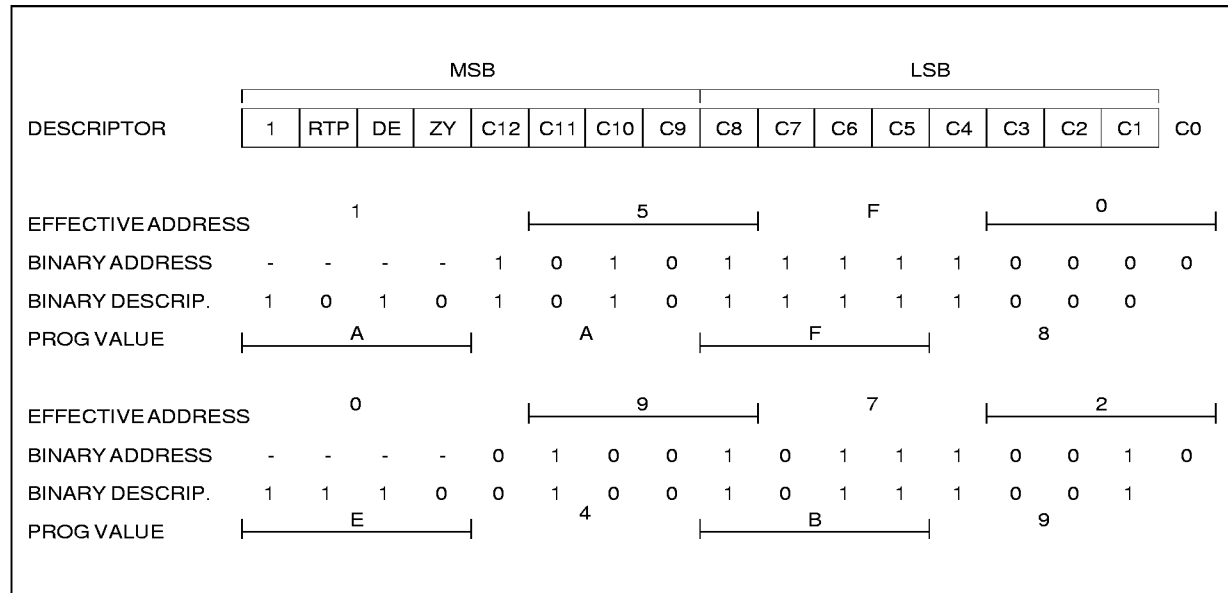 MSB LSB
DESCRIPTOR 1 RTP DE ZY C12 C11 C10 C9 C8 C7 C6 C5 C4 C3 C2 C1 C0
EFFECTIVE ADDRESS 1 5 F 0
BINARY ADDRESS - - - - 1 0 1 0 1 1 1 1 1 0 0 0 0
BINARY DESCRIP. 1 0 1 0 1 0 1 0 1 1 1 1 1 0 0 0
PROG VALUE A A F 8
EFFECTIVE ADDRESS 0 9 7 2
BINARY ADDRESS - - - - 0 1 0 0 1 0 1 1 1 0 0 1 0
BINARY DESCRIP. 1 1 1 0 0 1 0 0 1 0 1 1 1 0 0 1
PROG VALUE E 4 B 9